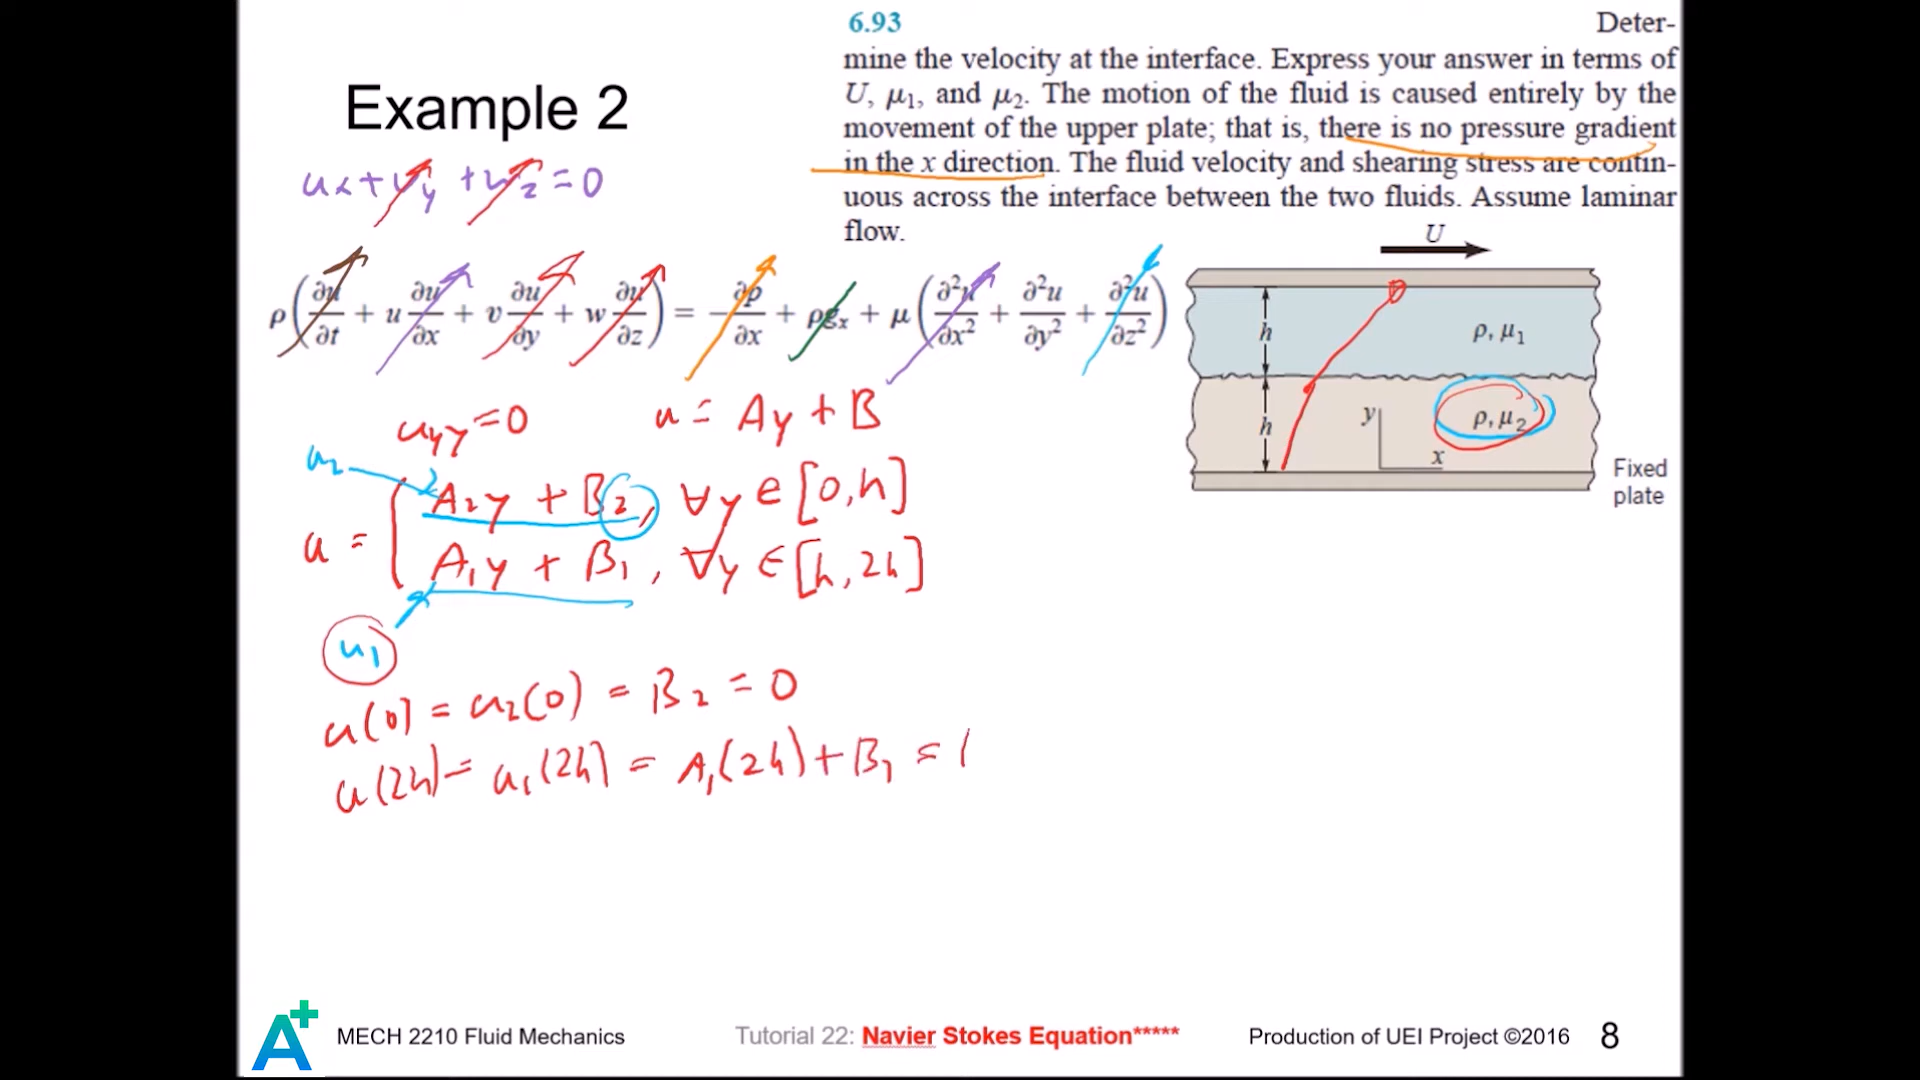 6.93 Deter-
mine the velocity at the interface. Express your answer in terms of
U, μ₁, and μ₂. The motion of the fluid is caused entirely by the
movement of the upper plate; that is, there is no pressure gradient
in the x direction. The fluid velocity and shearing stress are contin-
uous across the interface between the two fluids. Assume laminar
flow.
Example 2
ux + vy + wz = 0
ρ(∂u/∂t + u ∂u/∂x + v ∂u/∂y + w ∂u/∂z) = −∂p/∂x + ρgₓ + μ(∂²u/∂x² + ∂²u/∂y² + ∂²u/∂z²)
U
h
ρ, μ₁
h
ρ, μ₂
y
x
Fixed
plate
uyy = 0
u = Ay + B
u₂
u = { A₂y + B₂, ∀y ∈ [0, h]
A₁y + B₁, ∀y ∈ [h, 2h]
u₁
u(0) = u₂(0) = B₂ = 0
u(2h) = u₁(2h) = A₁(2h) + B₁ =
A+
MECH 2210 Fluid Mechanics
Tutorial 22: Navier Stokes Equation*****
Production of UEI Project ©2016
8